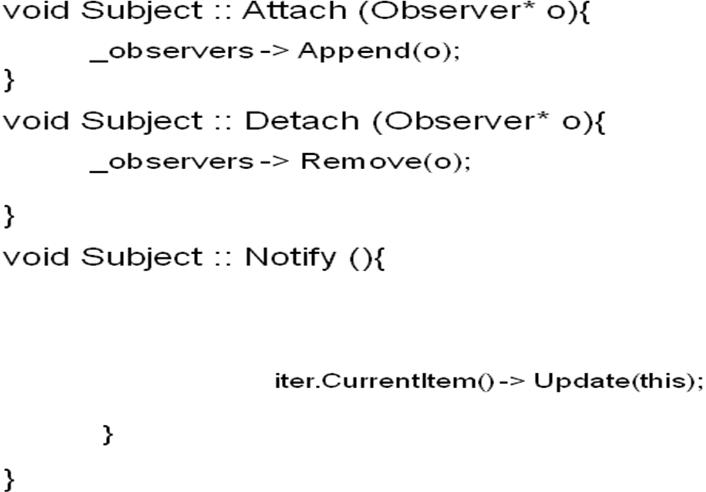 void Subject :: Attach (Observer* o){
_observers -> Append(o);
}
void Subject :: Detach (Observer* o){
_observers -> Remove(o);
}
void Subject :: Notify (){
iter.CurrentItem() -> Update(this);
}
}